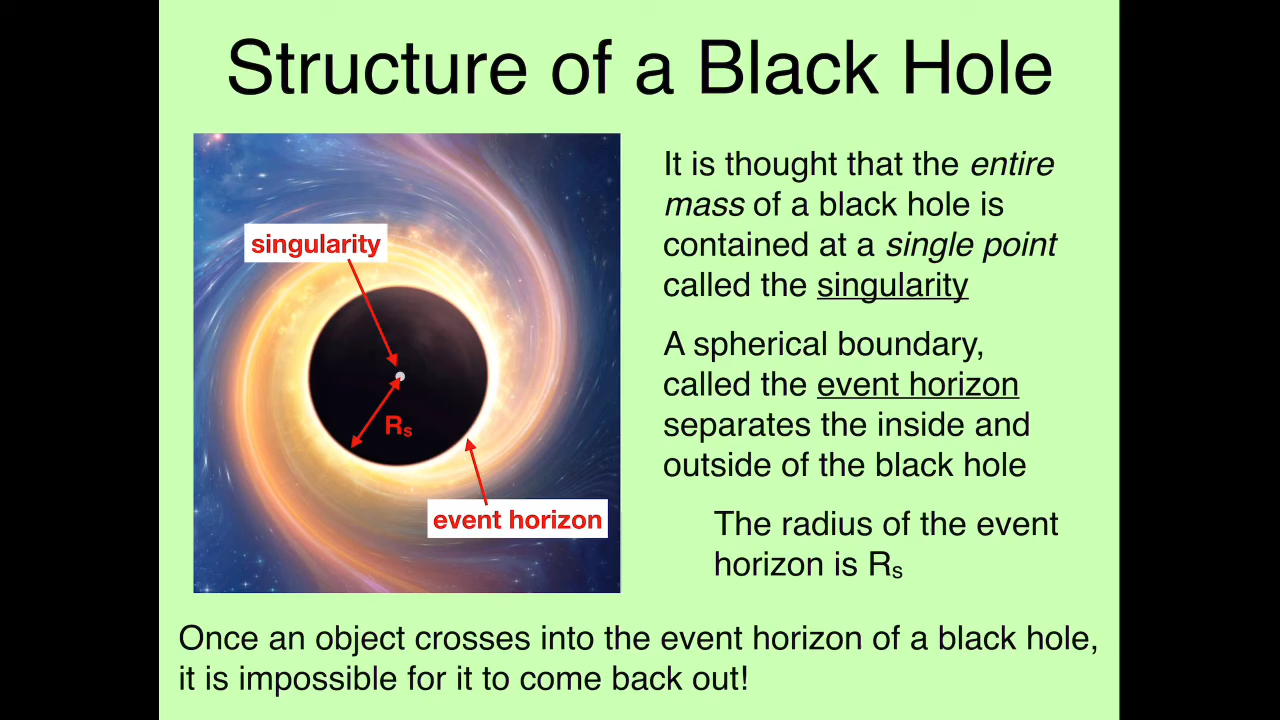 Structure of a Black Hole
singularity
Rs
event horizon
It is thought that the entire
mass of a black hole is
contained at a single point
called the singularity
A spherical boundary,
called the event horizon
separates the inside and
outside of the black hole
The radius of the event
horizon is Rs
Once an object crosses into the event horizon of a black hole,
it is impossible for it to come back out!